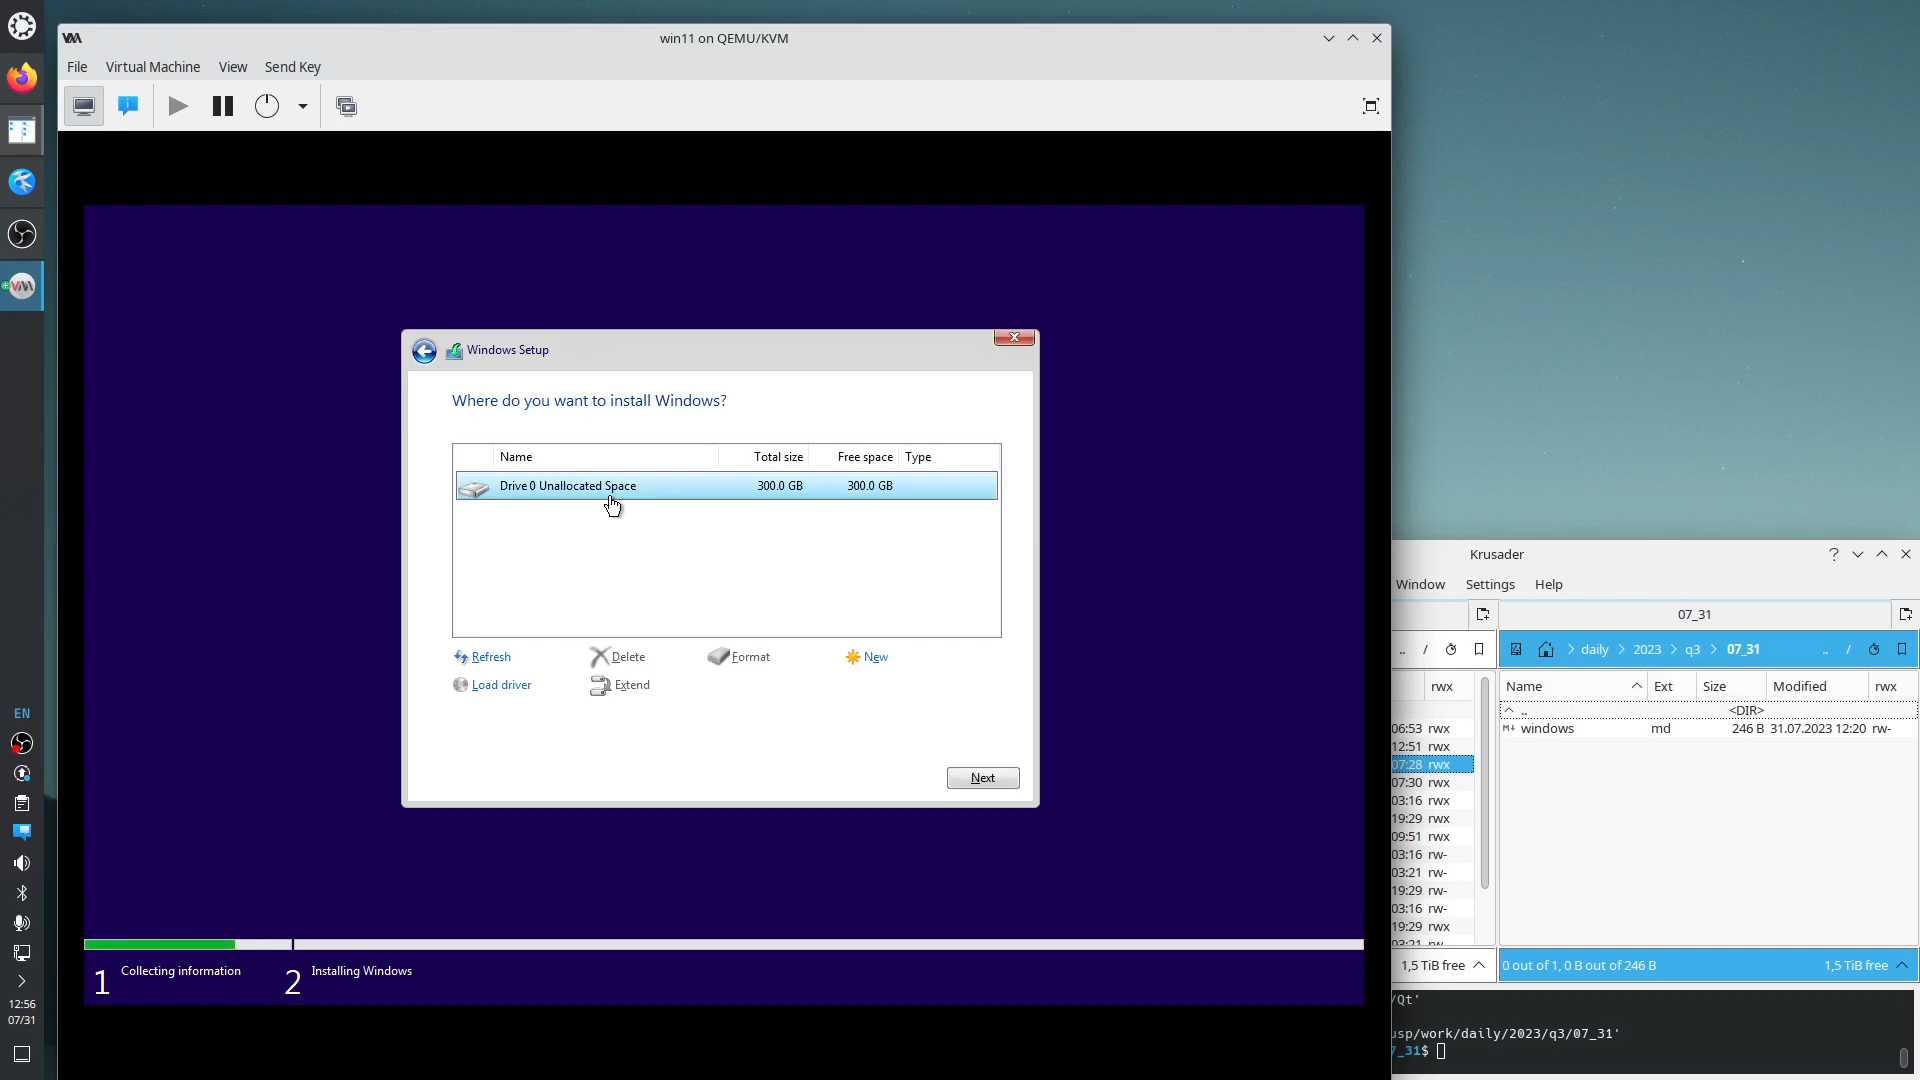 win11 on QEMU/KVM
File Virtual Machine View Send Key
Windows Setup
Where do you want to install Windows?
Name Total size Free space Type
Drive 0 Unallocated Space 300.0 GB 300.0 GB
Refresh Delete Format New
Load driver Extend
Next
1 Collecting information 2 Installing Windows
Krusader
Window Settings Help
07_31
.. / > daily > 2023 > q3 > 07_31 .. /
rwx Name Ext Size Modified rwx
.. <DIR>
06:53 rwx windows md 246 B 31.07.2023 12:20 rw-
12:51 rwx
07:28 rwx
07:30 rwx
03:16 rwx
19:29 rwx
09:51 rwx
03:16 rw-
03:21 rw-
19:29 rw-
03:16 rw-
19:29 rwx
1,5 TiB free 0 out of 1, 0 B out of 246 B 1,5 TiB free
/Qt'
usp/work/daily/2023/q3/07_31'
7_31$
EN
12:56
07/31